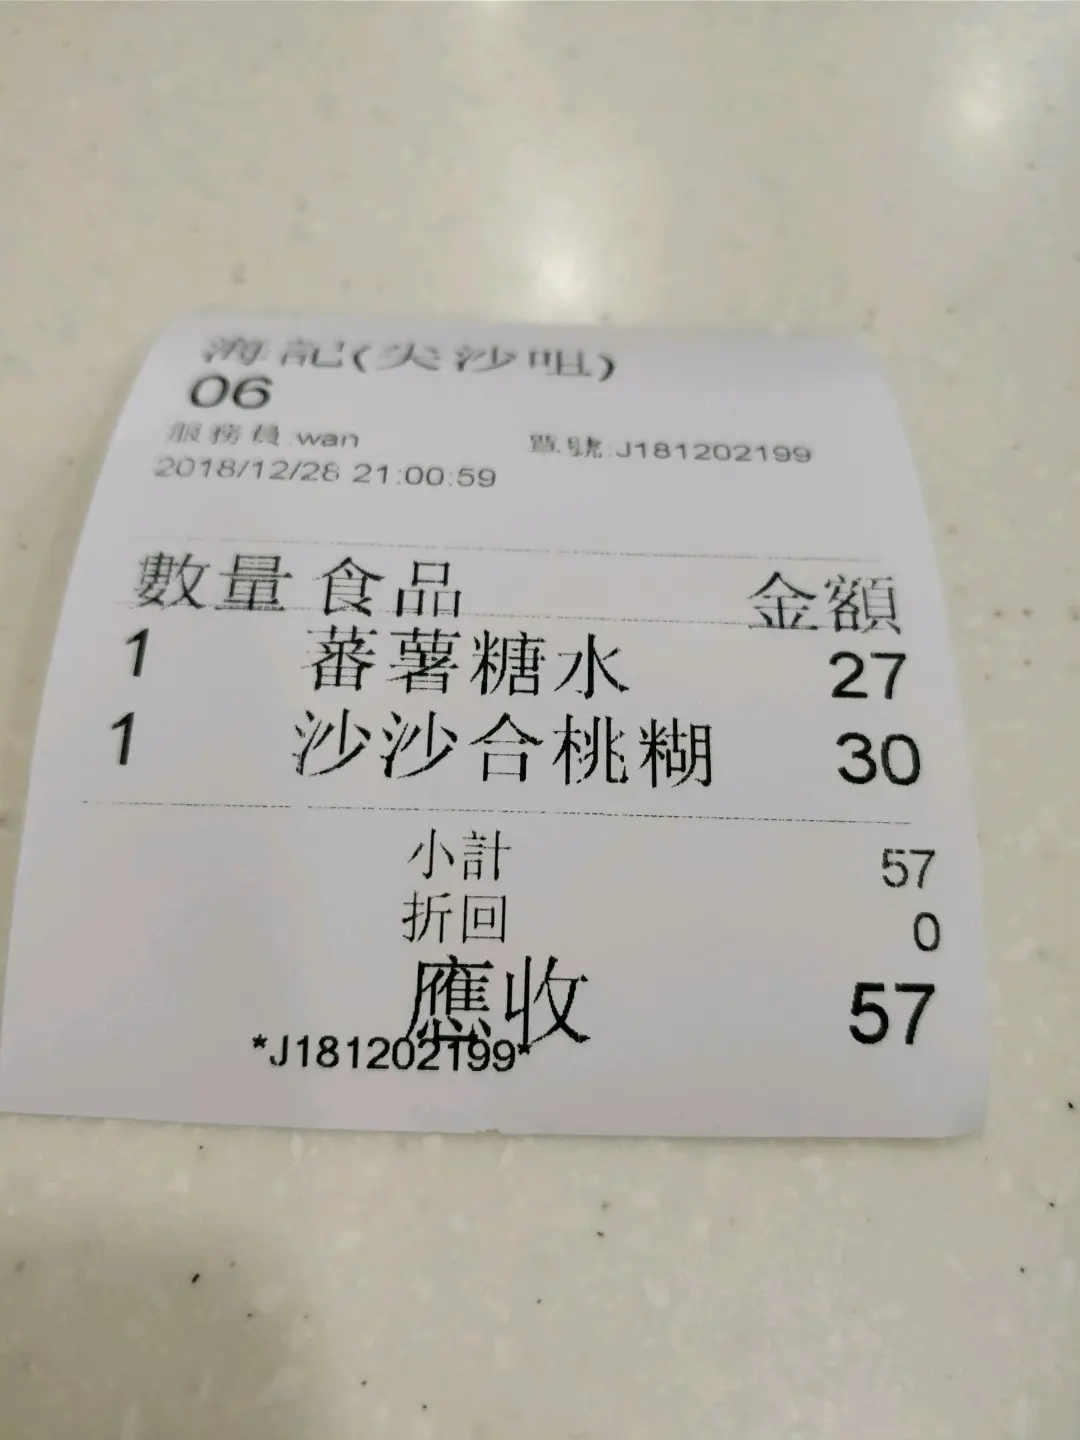 海記(尖沙咀)
06
服務員:wan 單號:J181202199
2018/12/28 21:00:59
數量 食品 金額
1 蕃薯糖水 27
1 沙沙合桃糊 30
小計 57
折回 0
應收 57
*J181202199*